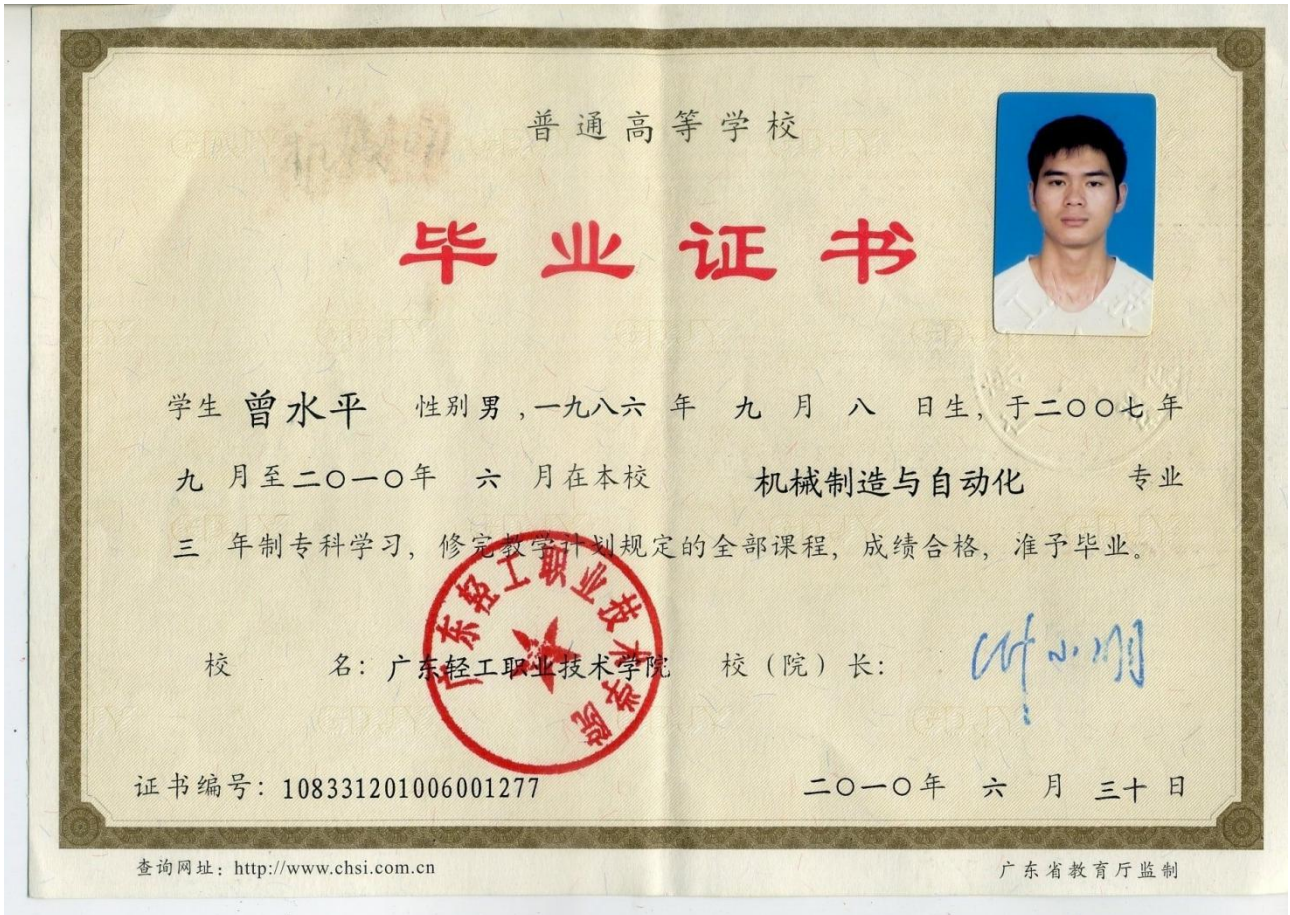 普通高等学校
毕业证书
学生 曾水平 性别 男 ,一九八六 年 九 月 八 日生, 于二〇〇七年
九 月至二〇一〇年 六 月在本校 机械制造与自动化 专业
三 年制专科学习, 修完教学计划规定的全部课程, 成绩合格, 准予毕业。
广东轻工职业技术学院
校 名: 广东轻工职业技术学院 校（院）长:
证书编号: 108331201006001277 二〇一〇年 六 月 三十 日
查询网址: http://www.chsi.com.cn 广东省教育厅监制